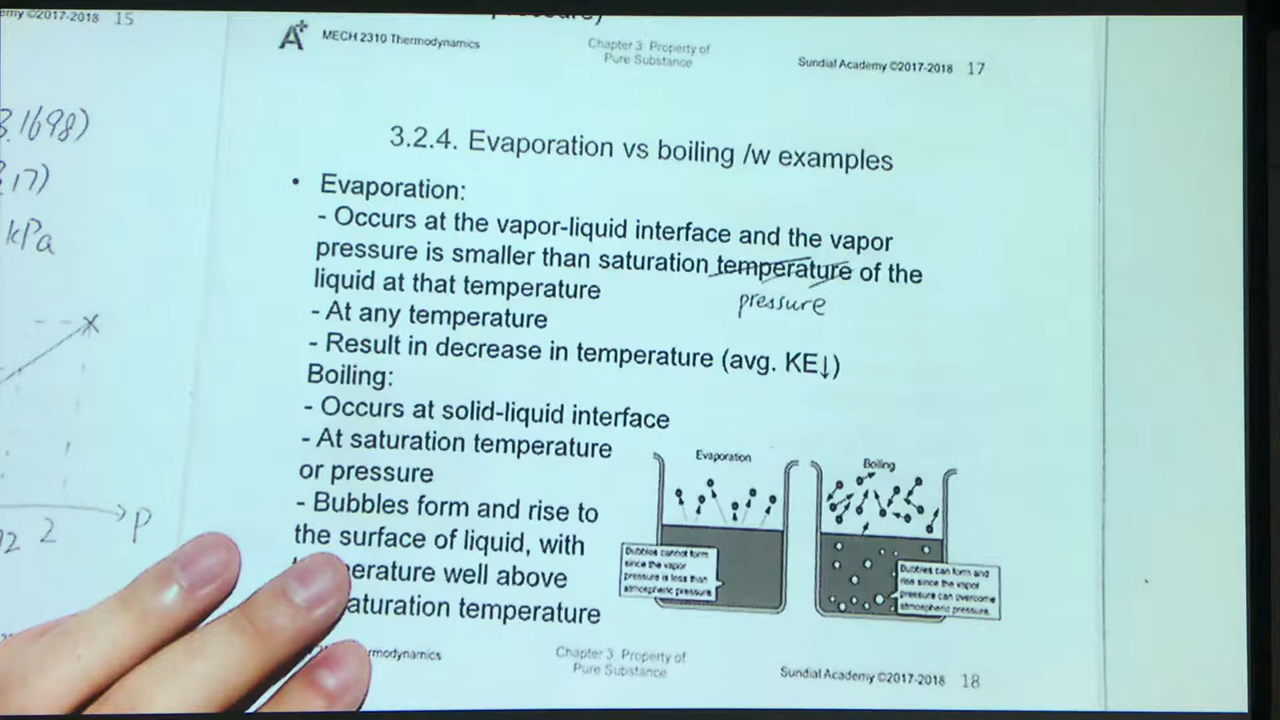 ©2017-2018 15
A+ MECH 2310 Thermodynamics
Chapter 3 Property of
Pure Substance
Sundial Academy ©2017-2018 17
1698)
17)
kPa
3.2.4. Evaporation vs boiling /w examples
• Evaporation:
- Occurs at the vapor-liquid interface and the vapor
pressure is smaller than saturation temperature of the
pressure
liquid at that temperature
- At any temperature
- Result in decrease in temperature (avg. KE↓)
Boiling:
- Occurs at solid-liquid interface
- At saturation temperature
or pressure
- Bubbles form and rise to
the surface of liquid, with
erature well above
aturation temperature
2 P
Evaporation
Boiling
Bubbles cannot form
since the vapor
pressure is less than
atmospheric pressure
Bubbles can form and
rise since the vapor
pressure can overcome
atmospheric pressure.
rmodynamics
Chapter 3 Property of
Pure Substance
Sundial Academy ©2017-2018 18